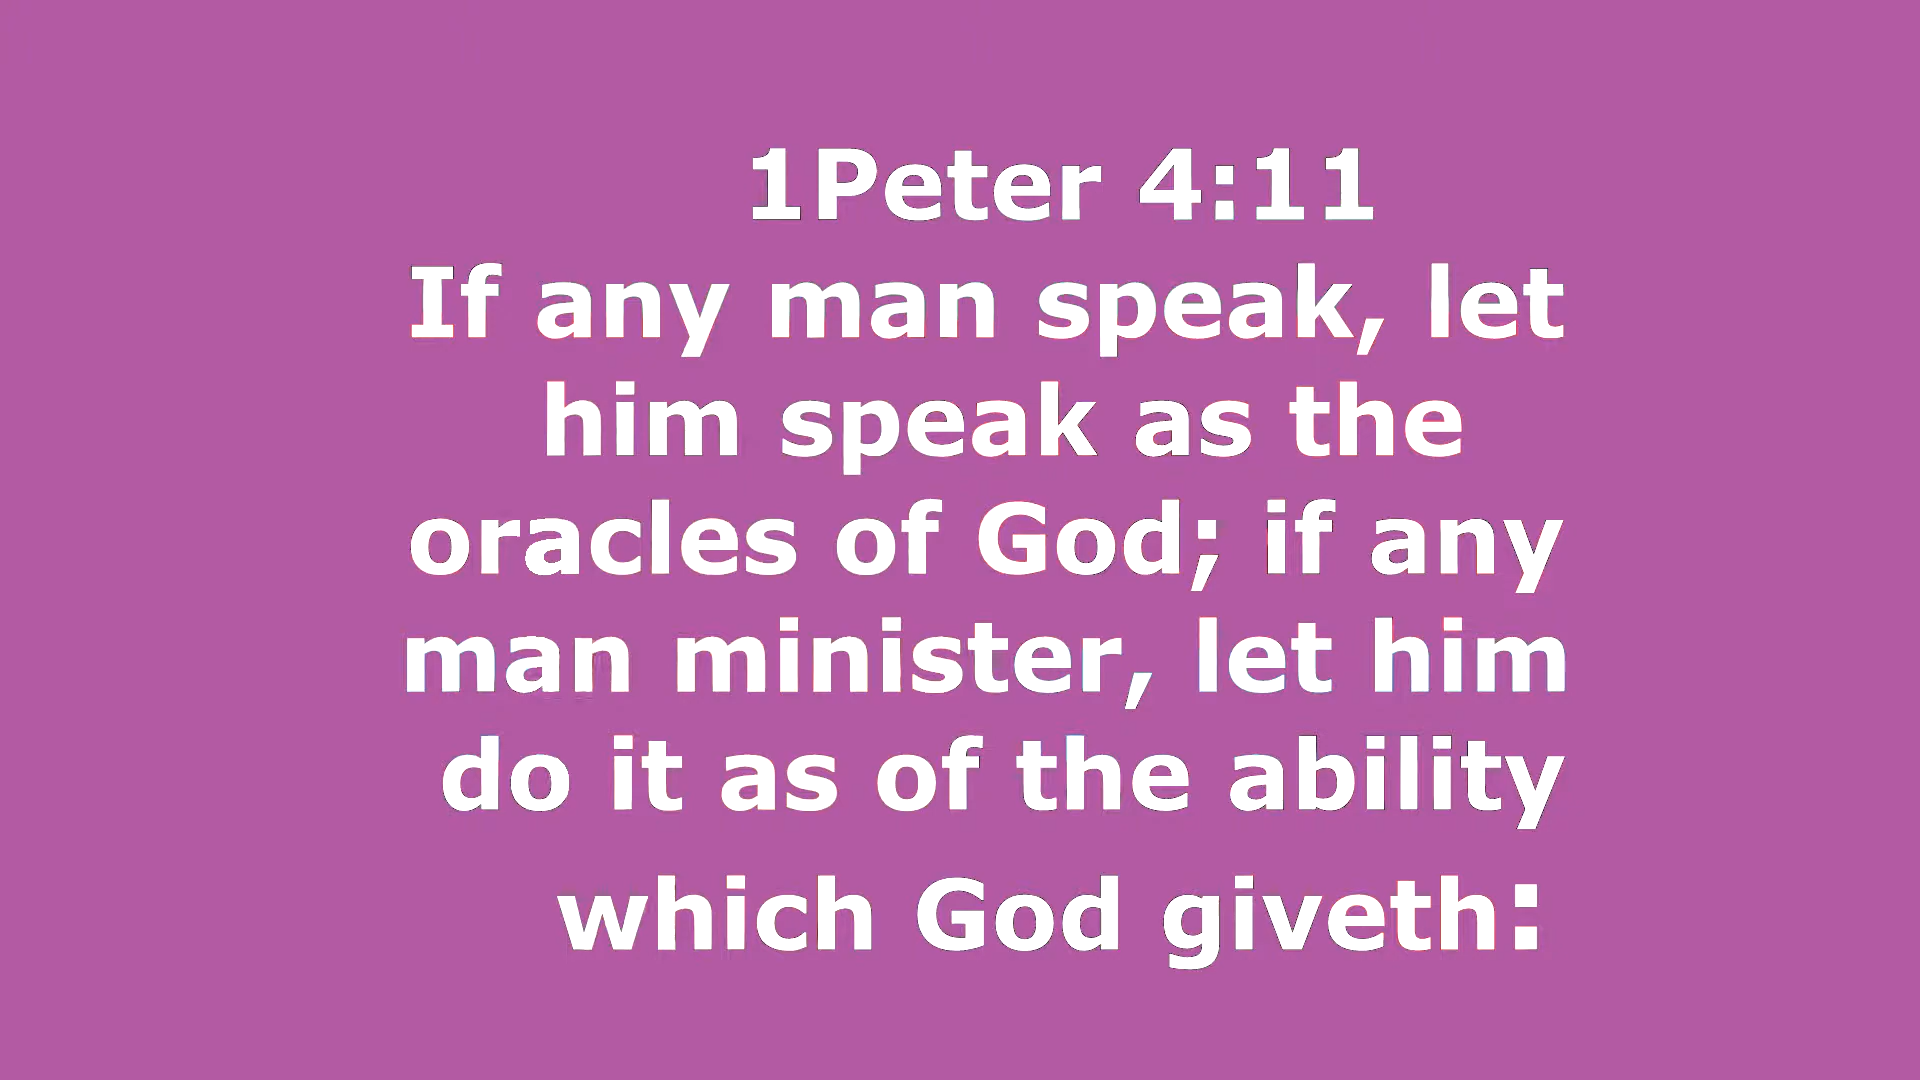 1Peter 4:11
If any man speak, let
him speak as the
oracles of God; if any
man minister, let him
do it as of the ability
which God giveth: